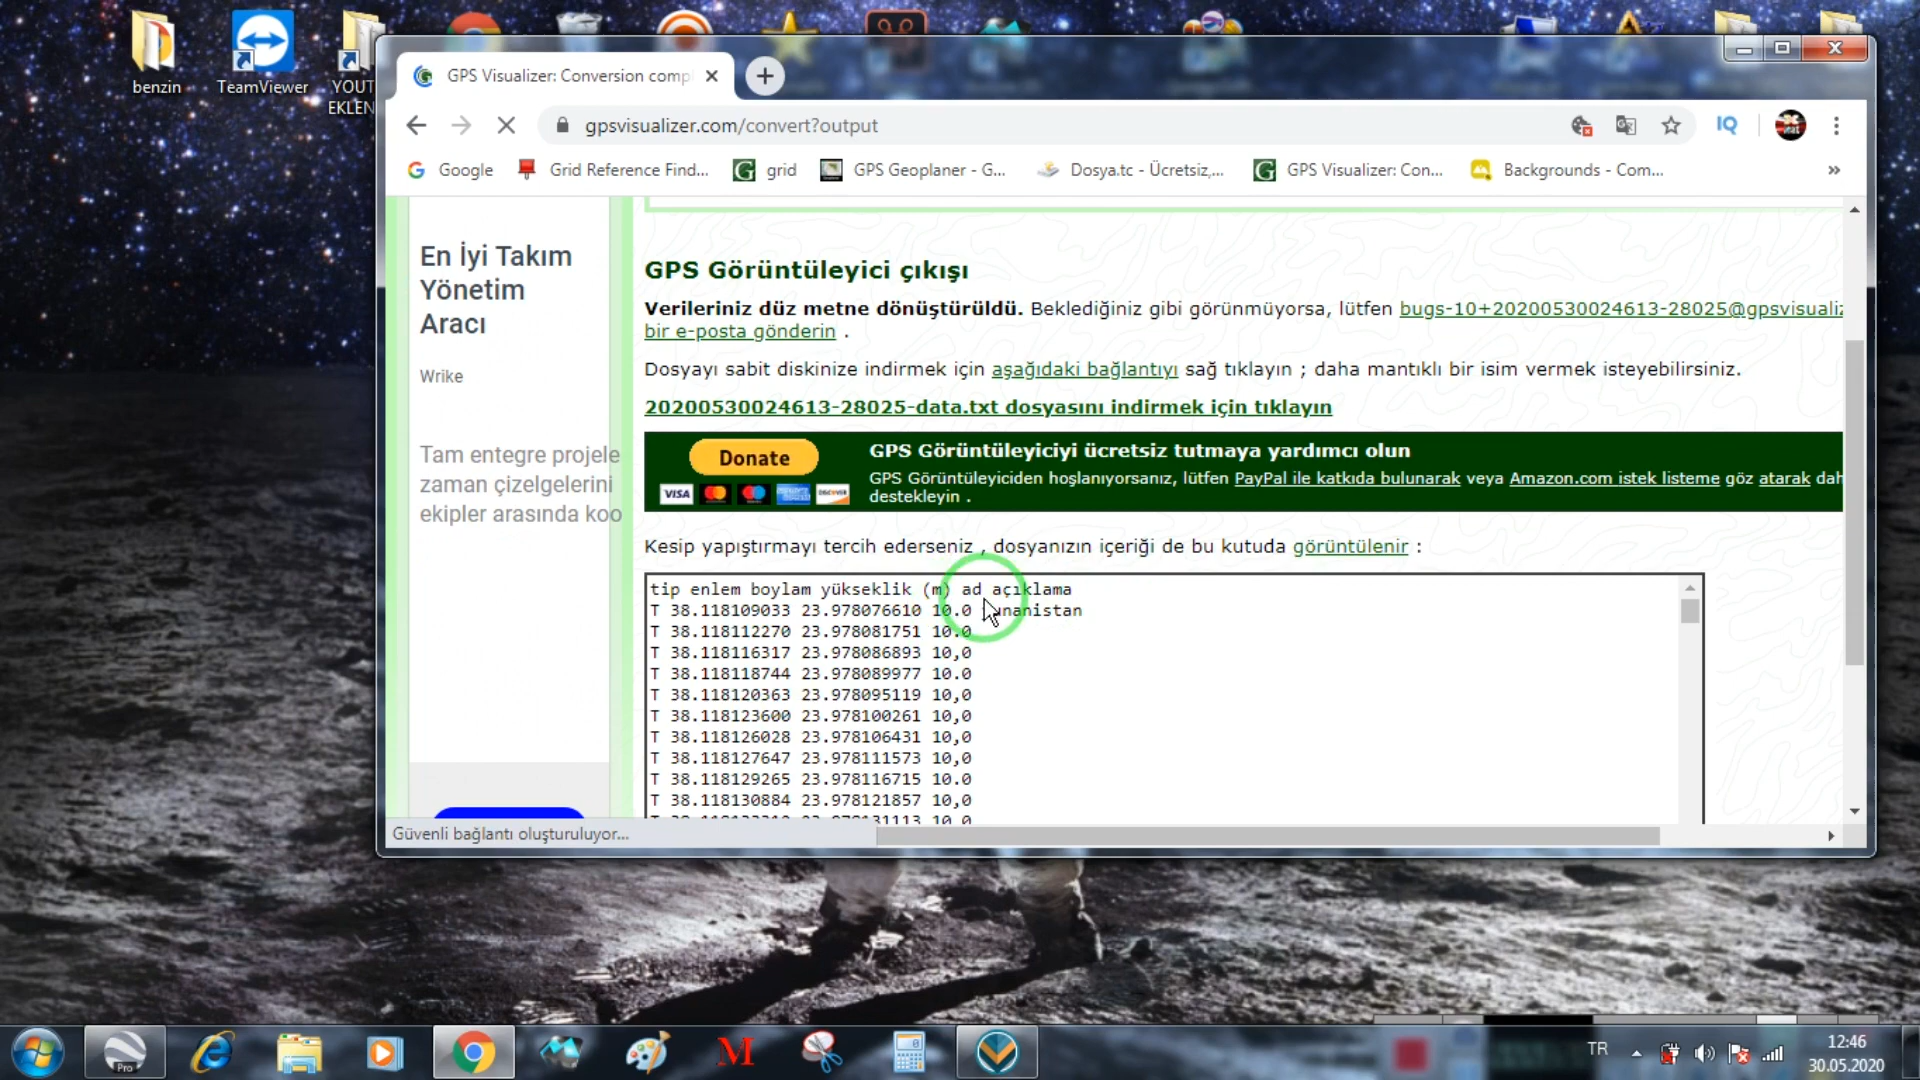 benzin
TeamViewer
YOUT
EKLEN
GPS Visualizer: Conversion comp
gpsvisualizer.com/convert?output
IQ
Google
Grid Reference Find...
grid
GPS Geoplaner - G...
Dosya.tc - Ücretsiz,...
GPS Visualizer: Con...
Backgrounds - Com...
»
En İyi Takım
Yönetim
Aracı
Wrike
Tam entegre projele
zaman çizelgelerini
ekipler arasında koo
GPS Görüntüleyici çıkışı
Verileriniz düz metne dönüştürüldü. Beklediğiniz gibi görünmüyorsa, lütfen bugs-10+20200530024613-28025@gpsvisualiz
bir e-posta gönderin .
Dosyayı sabit diskinize indirmek için aşağıdaki bağlantıyı sağ tıklayın ; daha mantıklı bir isim vermek isteyebilirsiniz.
20200530024613-28025-data.txt dosyasını indirmek için tıklayın
Donate
VISA
DISCOVER
GPS Görüntüleyiciyi ücretsiz tutmaya yardımcı olun
GPS Görüntüleyiciden hoşlanıyorsanız, lütfen PayPal ile katkıda bulunarak veya Amazon.com istek listeme göz atarak dah
destekleyin .
Kesip yapıştırmayı tercih ederseniz , dosyanızın içeriği de bu kutuda görüntülenir :
tip enlem boylam yükseklik (m) ad açıklama
T 38.118109033 23.978076610 10.0 unanistan
T 38.118112270 23.978081751 10.0
T 38.118116317 23.978086893 10,0
T 38.118118744 23.978089977 10.0
T 38.118120363 23.978095119 10,0
T 38.118123600 23.978100261 10,0
T 38.118126028 23.978106431 10,0
T 38.118127647 23.978111573 10,0
T 38.118129265 23.978116715 10.0
T 38.118130884 23.978121857 10,0
Güvenli bağlantı oluşturuluyor...
Pro
M
TR
12:46
30.05.2020